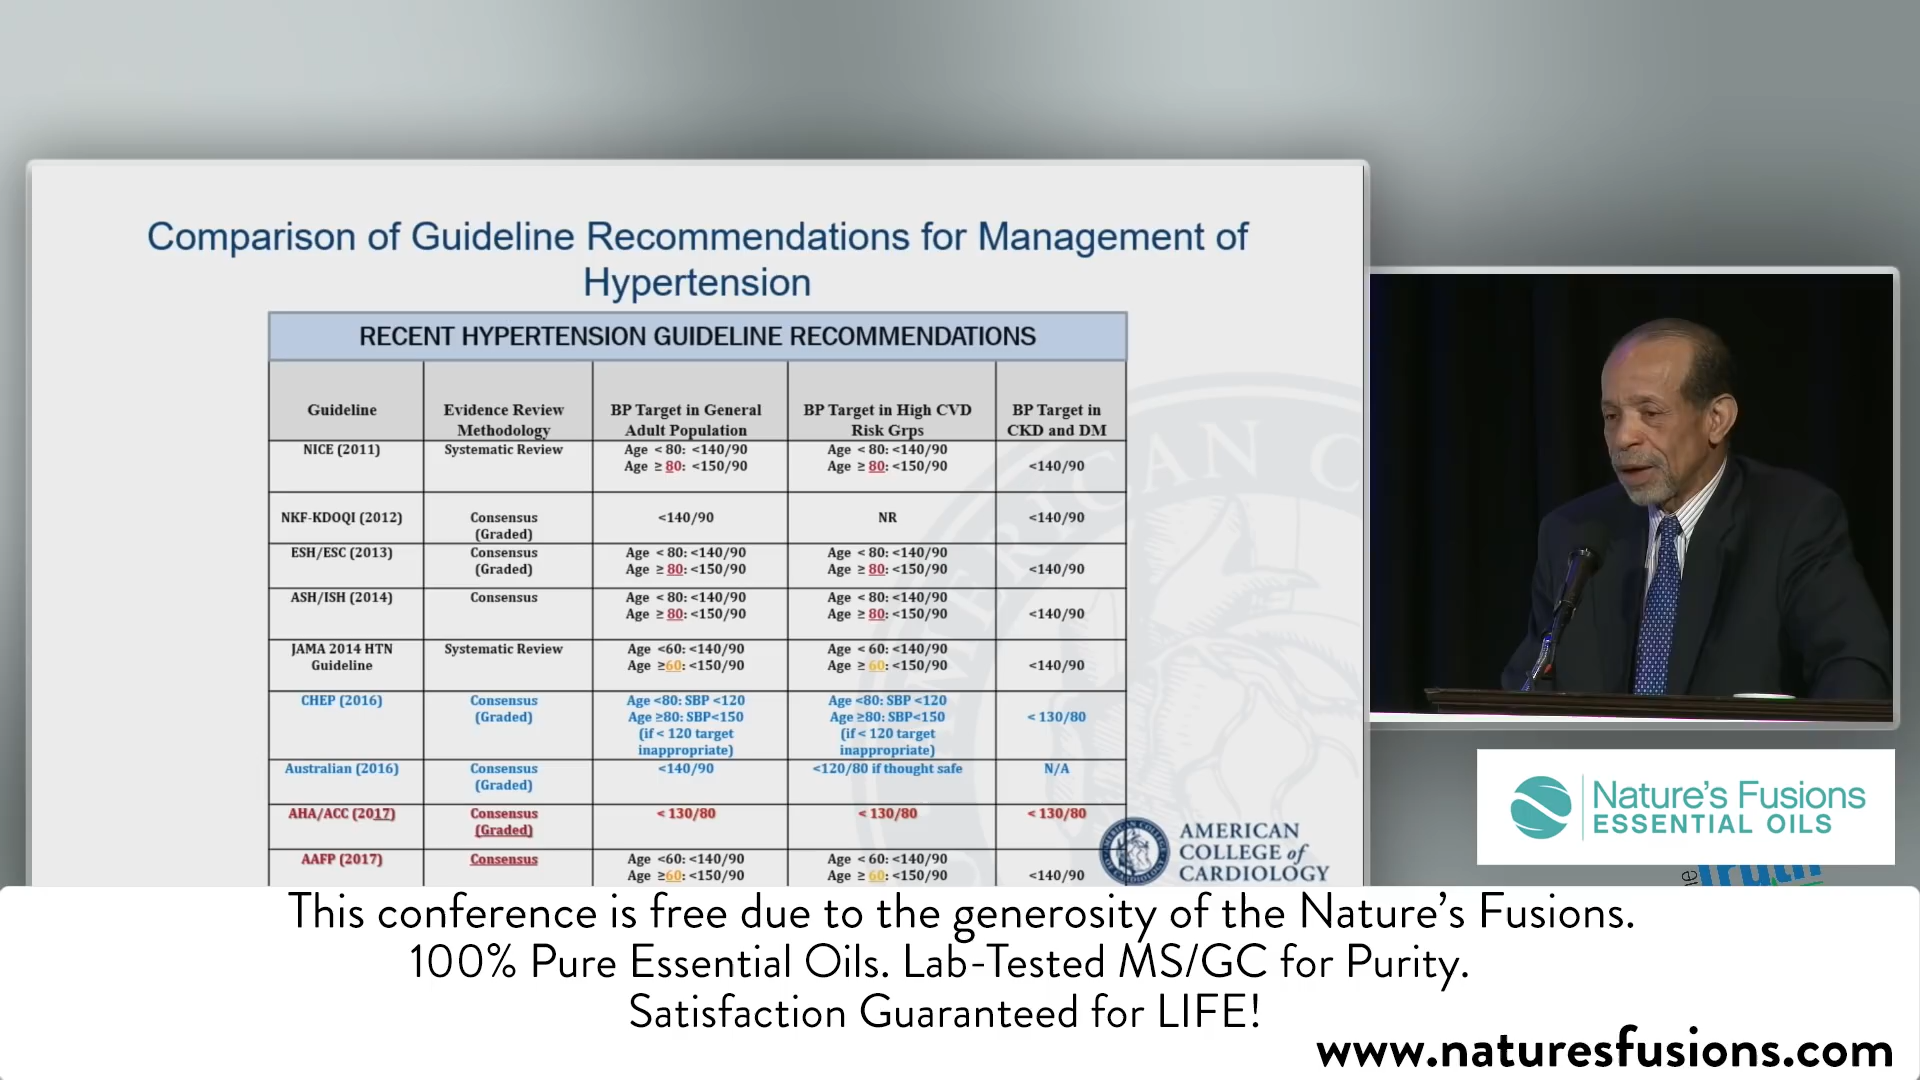 Comparison of Guideline Recommendations for Management of
Hypertension
RECENT HYPERTENSION GUIDELINE RECOMMENDATIONS
Guideline
Evidence Review
Methodology
BP Target in General
Adult Population
BP Target in High CVD
Risk Grps
BP Target in
CKD and DM
NICE (2011)
Systematic Review
Age < 80: <140/90
Age ≥ 80: <150/90
Age < 80: <140/90
Age ≥ 80: <150/90
<140/90
NKF-KDOQI (2012)
Consensus
(Graded)
<140/90
NR
<140/90
ESH/ESC (2013)
Consensus
(Graded)
Age < 80: <140/90
Age ≥ 80: <150/90
Age < 80: <140/90
Age ≥ 80: <150/90
<140/90
ASH/ISH (2014)
Consensus
Age < 80: <140/90
Age ≥ 80: <150/90
Age < 80: <140/90
Age ≥ 80: <150/90
<140/90
JAMA 2014 HTN
Guideline
Systematic Review
Age <60: <140/90
Age ≥60: <150/90
Age < 60: <140/90
Age ≥ 60: <150/90
<140/90
CHEP (2016)
Consensus
(Graded)
Age <80: SBP <120
Age ≥80: SBP<150
(if < 120 target
inappropriate)
Age <80: SBP <120
Age ≥80: SBP<150
(if < 120 target
inappropriate)
< 130/80
Australian (2016)
Consensus
(Graded)
<140/90
<120/80 if thought safe
N/A
AHA/ACC (2017)
Consensus
(Graded)
< 130/80
< 130/80
< 130/80
AAFP (2017)
Consensus
Age <60: <140/90
Age ≥60: <150/90
Age < 60: <140/90
Age ≥ 60: <150/90
<140/90
AMERICAN
COLLEGE of
CARDIOLOGY
Nature's Fusions
ESSENTIAL OILS
Truth
This conference is free due to the generosity of the Nature's Fusions.
100% Pure Essential Oils. Lab-Tested MS/GC for Purity.
Satisfaction Guaranteed for LIFE!
www.naturesfusions.com